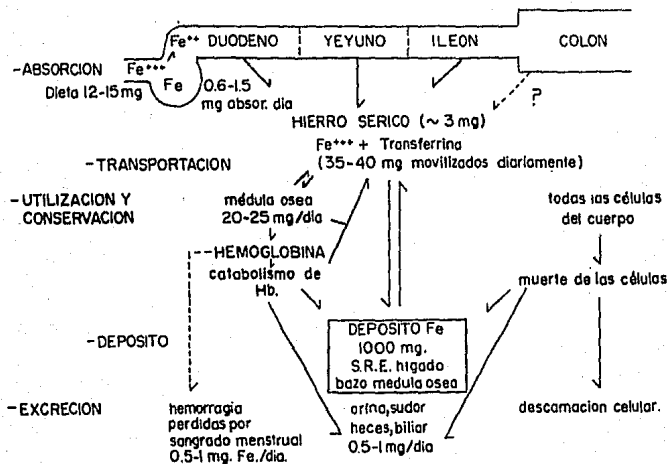 Fe++ DUODENO YEYUNO ILEON COLON
-ABSORCION Fe+++
Fe
Dieta 12-15mg
0.6-1.5
mg absor. dia
?
HIERRO SERICO (~ 3 mg)
Fe+++ + Transferrina
(35-40 mg movilizados diariamente)
-TRANSPORTACION
-UTILIZACION Y
CONSERVACION
médula osea
20-25 mg/dia
todas las células
del cuerpo
HEMOGLOBINA
catabolismo de
Hb.
muerte de las células
-DEPOSITO
DEPOSITO Fe
1000 mg.
S.R.E. higado
bazo medula osea
-EXCRECION
hemorragia
perdidas por
sangrado menstrual
0.5-1 mg. Fe./dia.
orina,sudor
heces,biliar
0.5-1 mg/dia
descamacion celular.